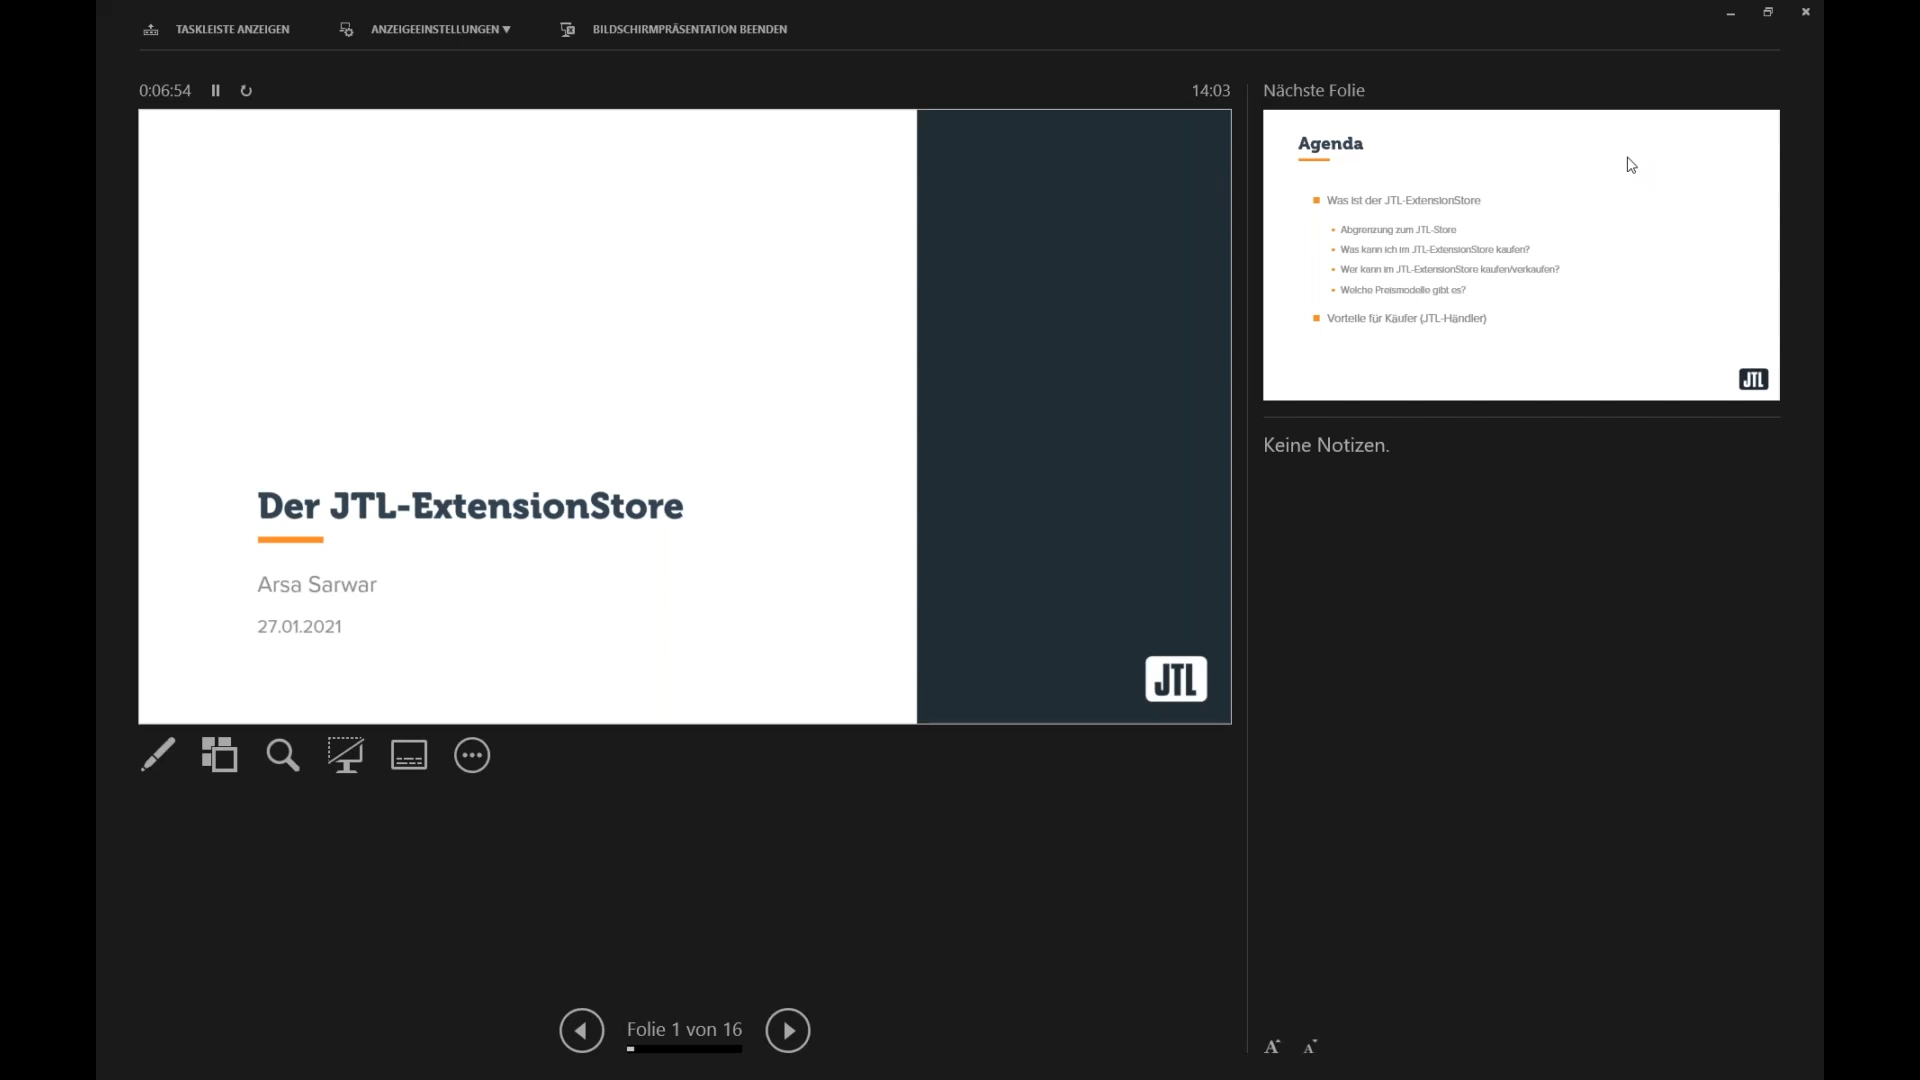 TASKLEISTE ANZEIGEN
ANZEIGEEINSTELLUNGEN ▼
BILDSCHIRMPRÄSENTATION BEENDEN
0:06:54
14:03
Der JTL-ExtensionStore
Arsa Sarwar
27.01.2021
JTL
Folie 1 von 16
Nächste Folie
Agenda
Was ist der JTL-ExtensionStore
Abgrenzung zum JTL-Store
Was kann ich im JTL-ExtensionStore kaufen?
Wer kann im JTL-ExtensionStore kaufen/verkaufen?
Welche Preismodelle gibt es?
Vorteile für Käufer (JTL-Händler)
JTL
Keine Notizen.
A A